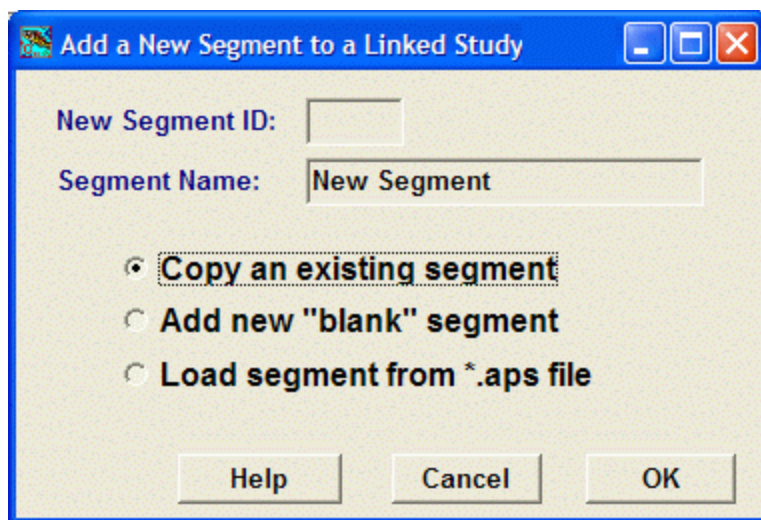 Add a New Segment to a Linked Study
New Segment ID:
Segment Name: New Segment
Copy an existing segment
Add new "blank" segment
Load segment from *.aps file
Help Cancel OK